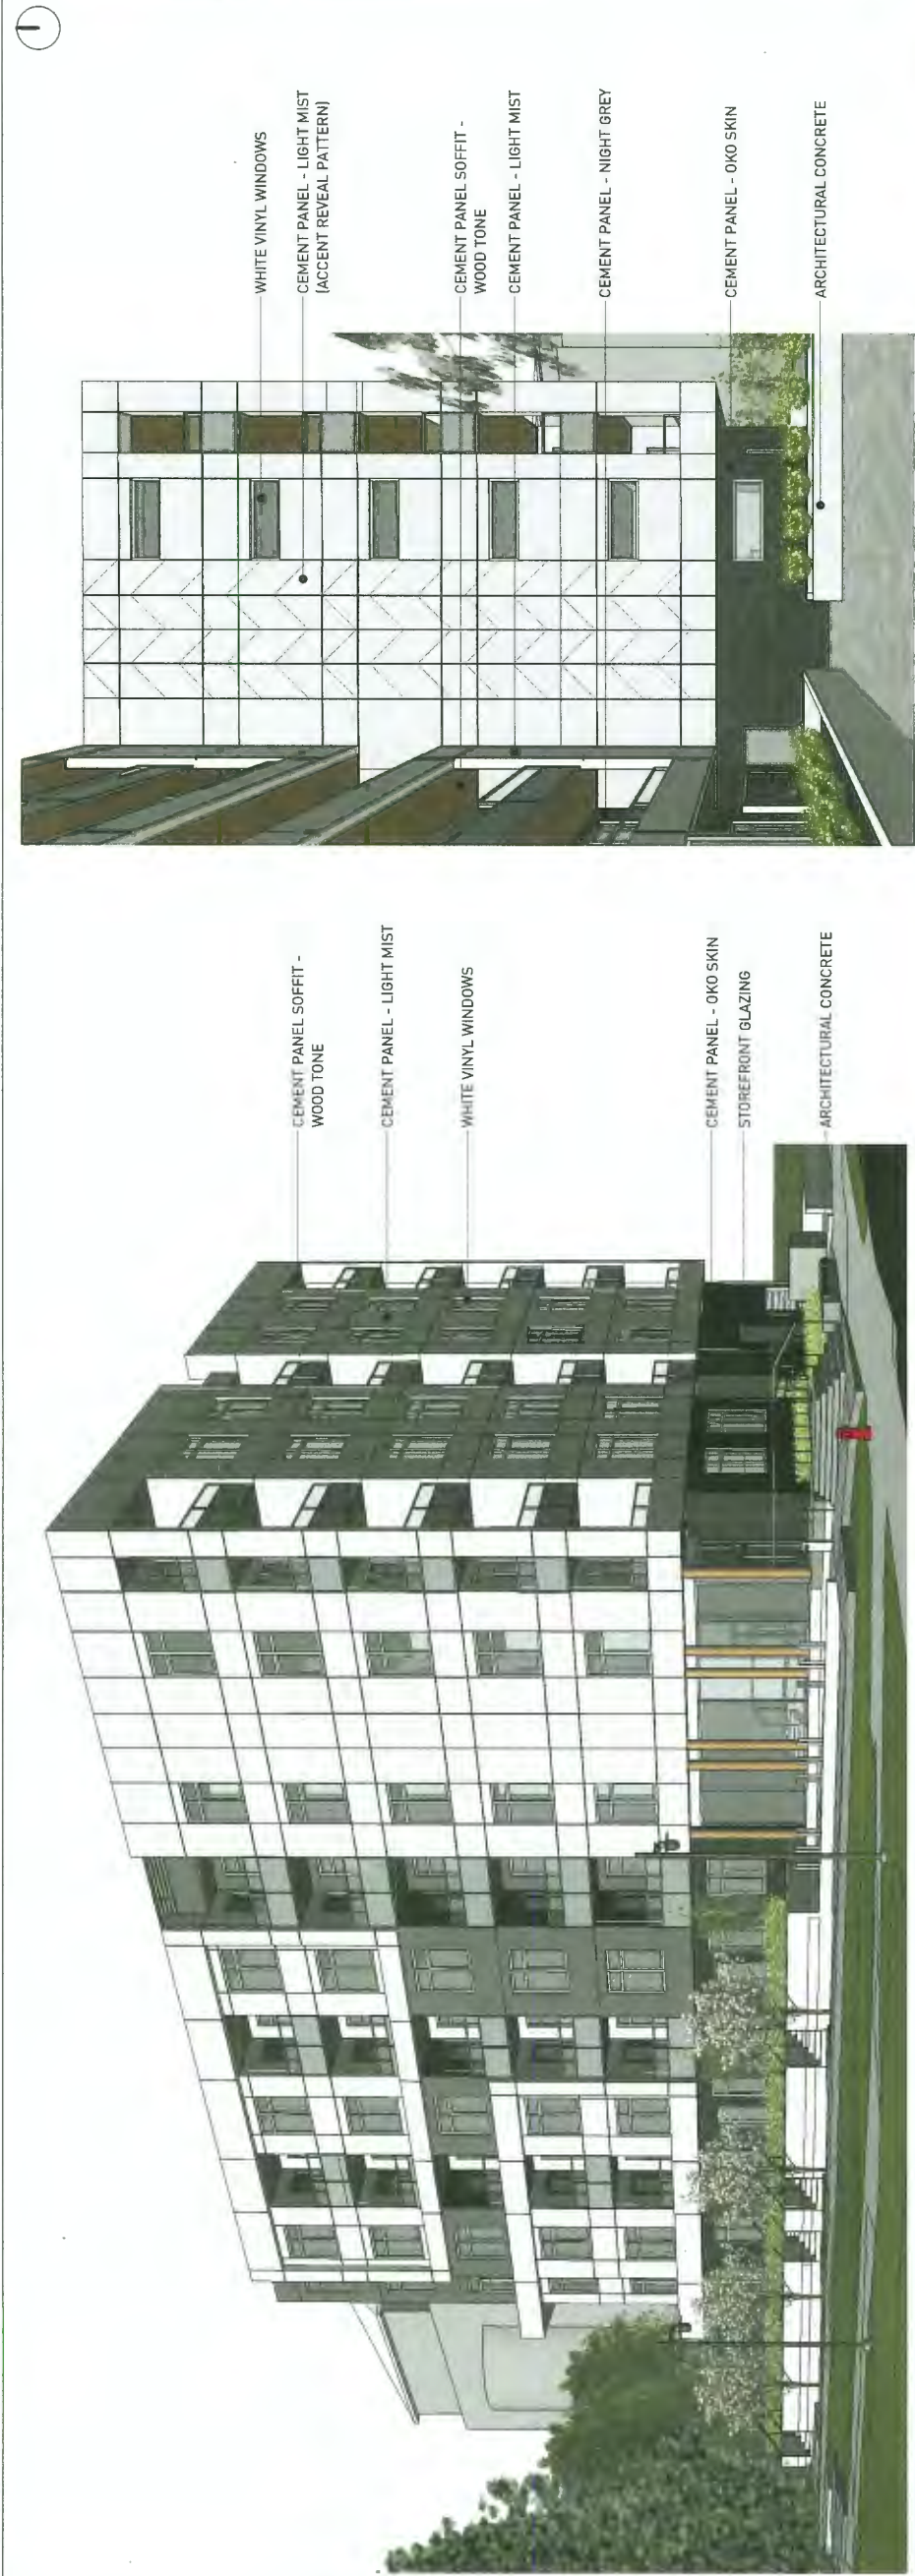 CEMENT PANEL SOFFIT -
WOOD TONE
CEMENT PANEL - LIGHT MIST
WHITE VINYL WINDOWS
CEMENT PANEL - OKO SKIN
STOREFRONT GLAZING
ARCHITECTURAL CONCRETE
WHITE VINYL WINDOWS
CEMENT PANEL - LIGHT MIST
(ACCENT REVEAL PATTERN)
CEMENT PANEL SOFFIT -
WOOD TONE
CEMENT PANEL - LIGHT MIST
CEMENT PANEL - NIGHT GREY
CEMENT PANEL - OKO SKIN
ARCHITECTURAL CONCRETE